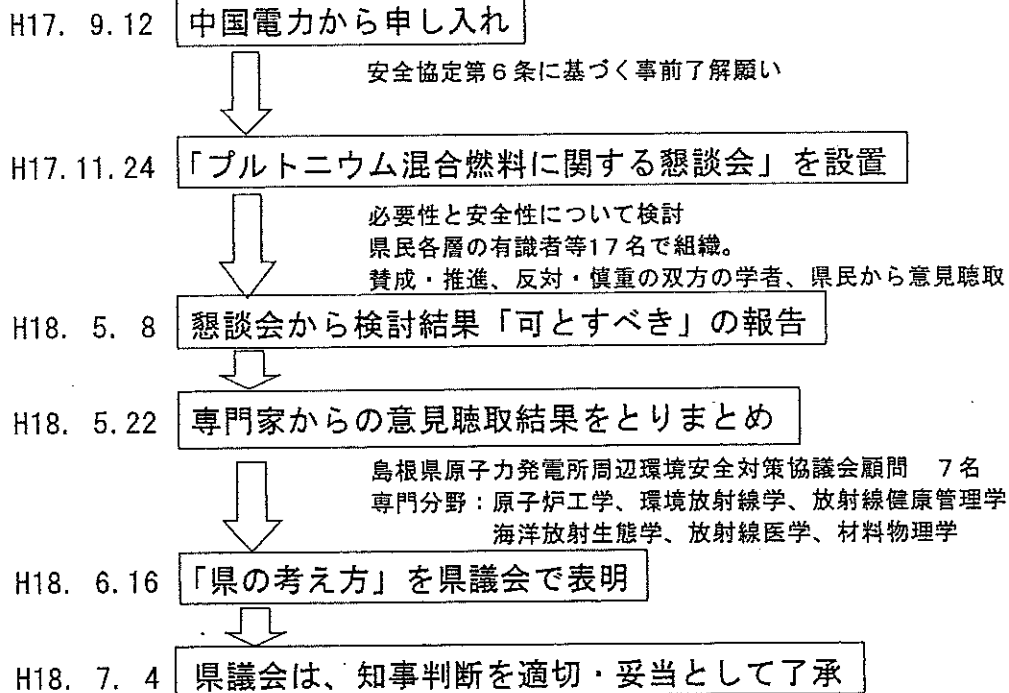 H17. 9.12 中国電力から申し入れ
安全協定第6条に基づく事前了解願い
H17.11.24 「プルトニウム混合燃料に関する懇談会」を設置
必要性と安全性について検討
県民各層の有識者等17名で組織。
賛成・推進、反対・慎重の双方の学者、県民から意見聴取
H18. 5. 8 懇談会から検討結果「可とすべき」の報告
H18. 5.22 専門家からの意見聴取結果をとりまとめ
島根県原子力発電所周辺環境安全対策協議会顧問 7名
専門分野：原子炉工学、環境放射線学、放射線健康管理学
海洋放射生態学、放射線医学、材料物理学
H18. 6.16 「県の考え方」を県議会で表明
H18. 7. 4 県議会は、知事判断を適切・妥当として了承